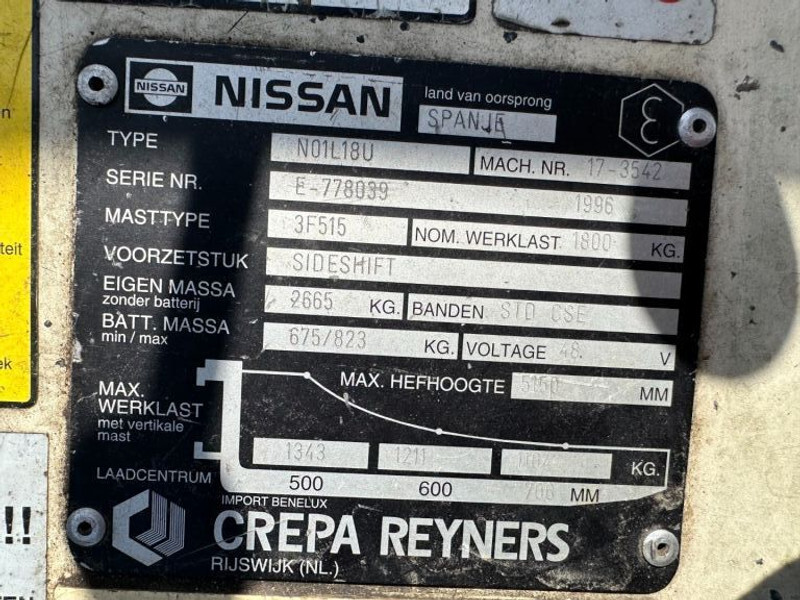 NISSAN NISSAN land van oorsprong
SPANJE
TYPE N01L18U MACH. NR. 17-3542
SERIE NR. E-778039 1996
MASTTYPE 3F515 NOM. WERKLAST 1800 KG.
VOORZETSTUK SIDESHIFT
EIGEN MASSA
zonder batterij 2665 KG. BANDEN STD CSE
BATT. MASSA
min / max 675/823 KG. VOLTAGE 48 V
MAX. HEFHOOGTE 5150 MM
MAX.
WERKLAST
met vertikale
mast
1343 1211 KG.
LAADCENTRUM 500 600 700 MM
IMPORT BENELUX
CREPA REYNERS
RIJSWIJK (NL.)
teit
ek
!!